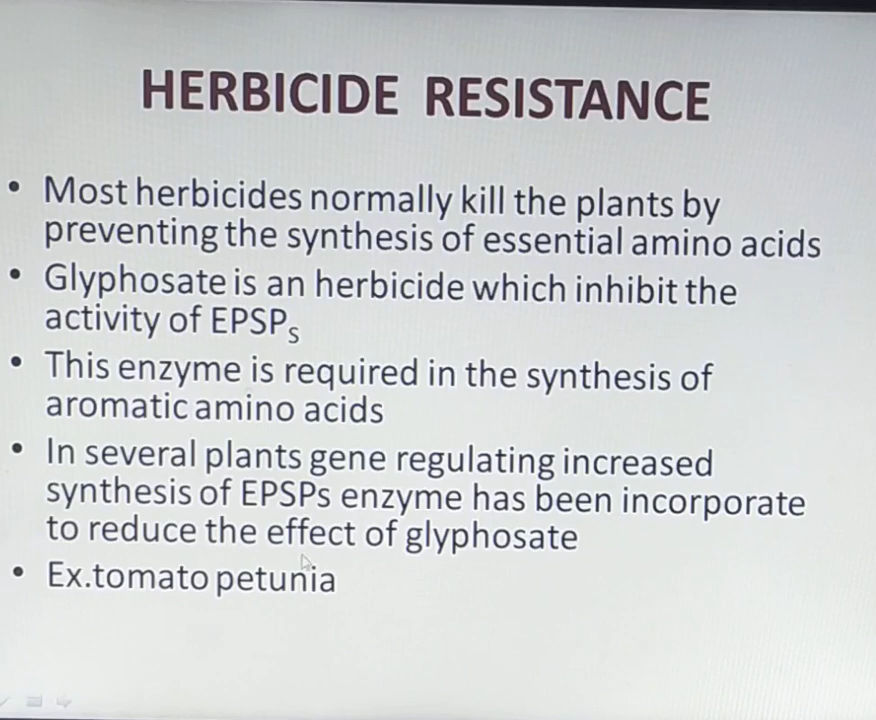 HERBICIDE RESISTANCE
• Most herbicides normally kill the plants by
preventing the synthesis of essential amino acids
• Glyphosate is an herbicide which inhibit the
activity of EPSPs
• This enzyme is required in the synthesis of
aromatic amino acids
• In several plants gene regulating increased
synthesis of EPSPs enzyme has been incorporate
to reduce the effect of glyphosate
• Ex.tomato petunia